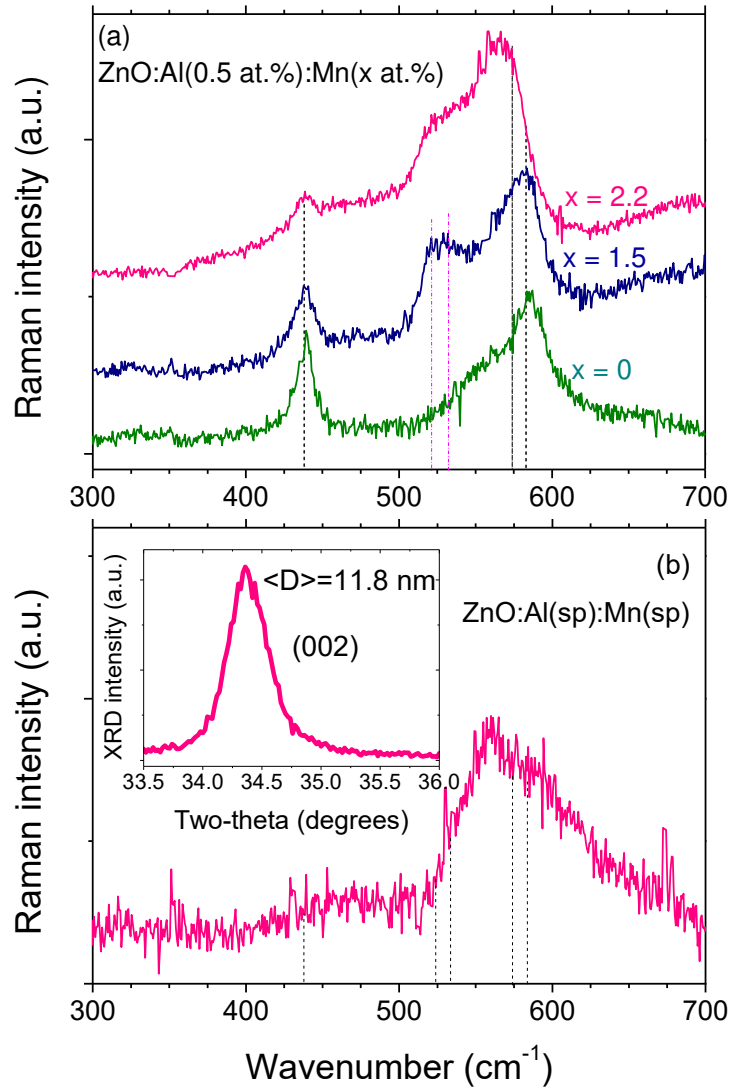 (a)
ZnO:Al(0.5 at.%):Mn(x at.%)
Raman intensity (a.u.)
x = 2.2
x = 1.5
x = 0
300 400 500 600 700
(b)
<D>=11.8 nm
ZnO:Al(sp):Mn(sp)
(002)
XRD intensity (a.u.)
33.5 34.0 34.5 35.0 35.5 36.0
Two-theta (degrees)
Raman intensity (a.u.)
300 400 500 600 700
Wavenumber (cm⁻¹)